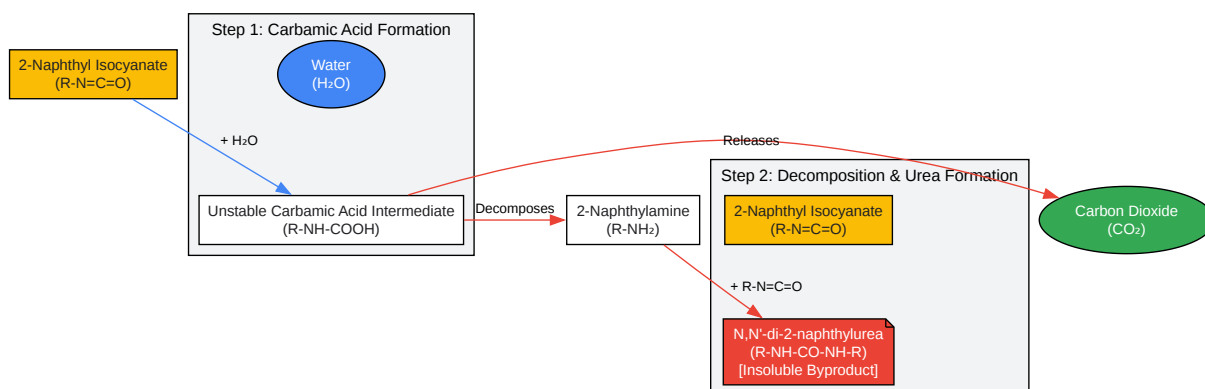 Step 1: Carbamic Acid Formation
2-Naphthyl Isocyanate
(R-N=C=O)
Water
(H₂O)
+ H₂O
Unstable Carbamic Acid Intermediate
(R-NH-COOH)
Decomposes
2-Naphthylamine
(R-NH₂)
Releases
Step 2: Decomposition & Urea Formation
2-Naphthyl Isocyanate
(R-N=C=O)
Carbon Dioxide
(CO₂)
+ R-N=C=O
N,N'-di-2-naphthylurea
(R-NH-CO-NH-R)
[Insoluble Byproduct]